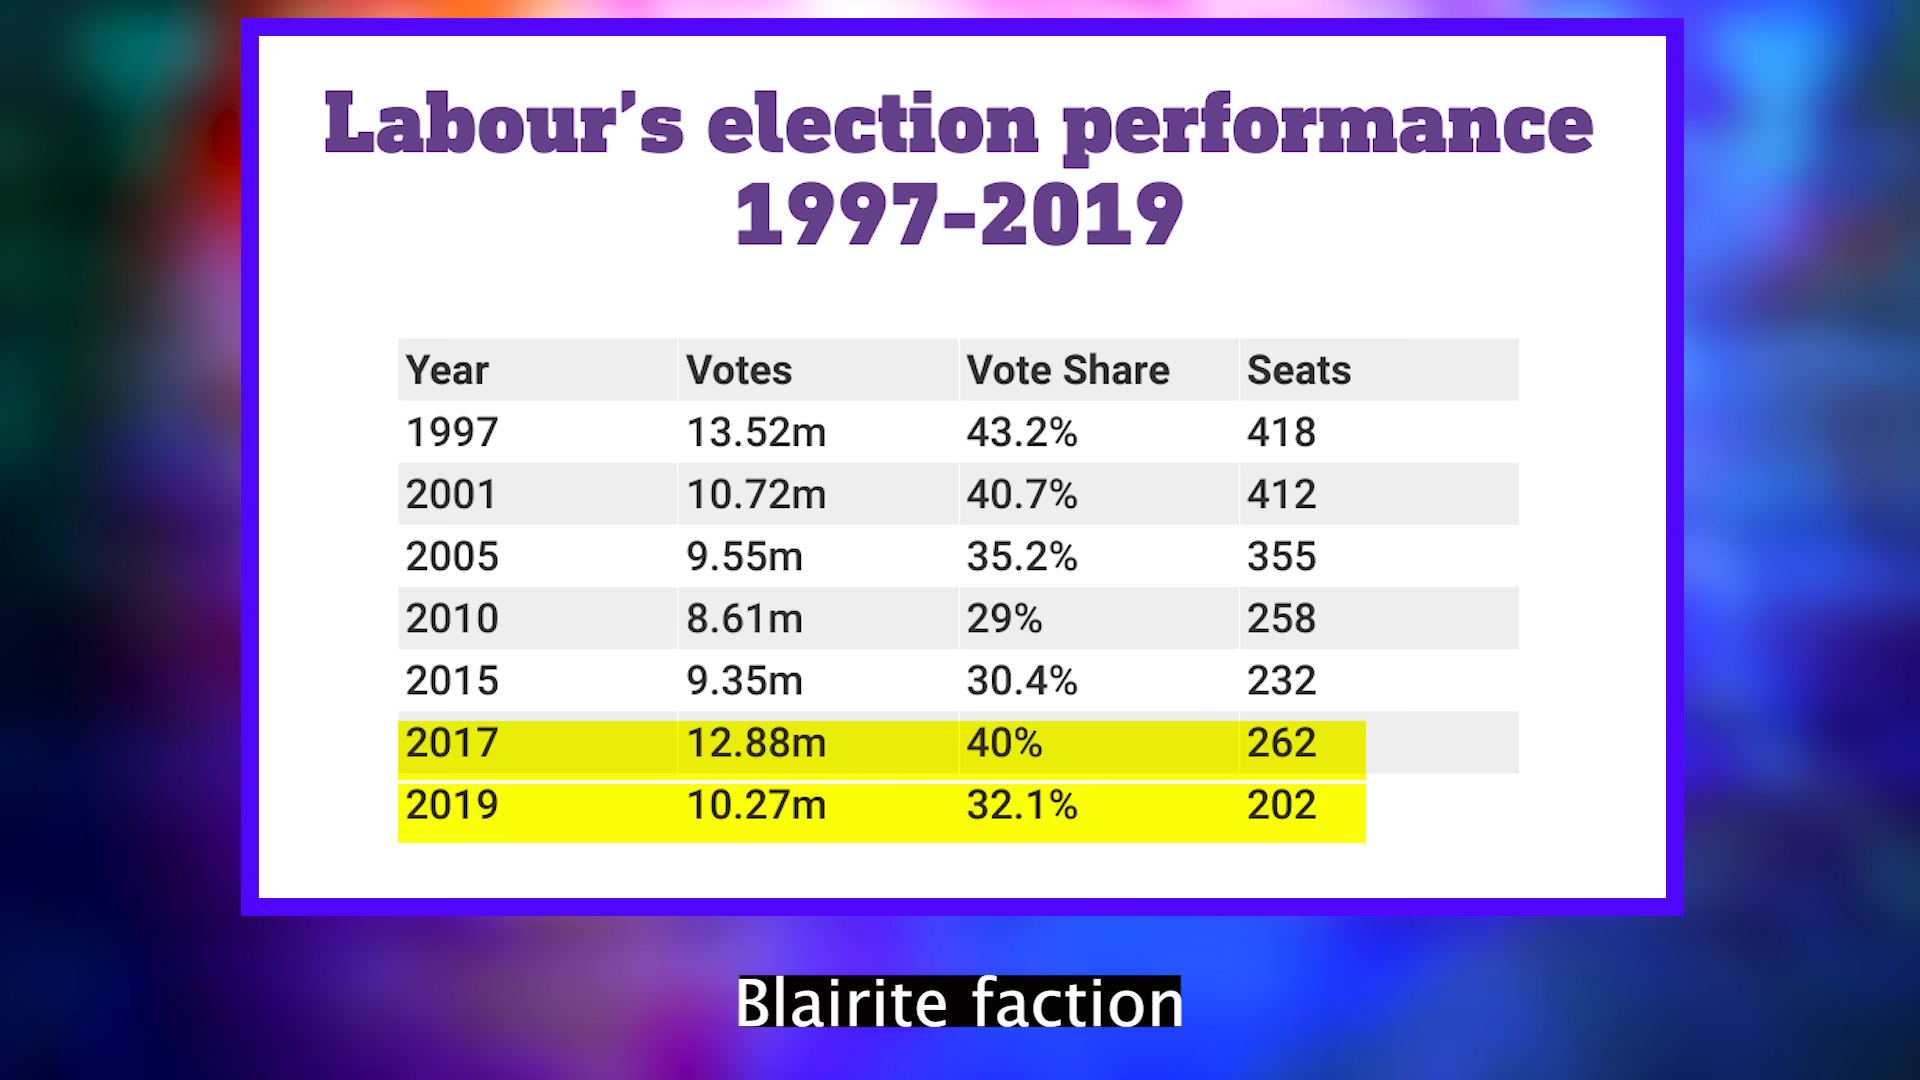 Labour’s election performance
1997-2019
Year Votes Vote Share Seats
1997 13.52m 43.2% 418
2001 10.72m 40.7% 412
2005 9.55m 35.2% 355
2010 8.61m 29% 258
2015 9.35m 30.4% 232
2017 12.88m 40% 262
2019 10.27m 32.1% 202
Blairite faction